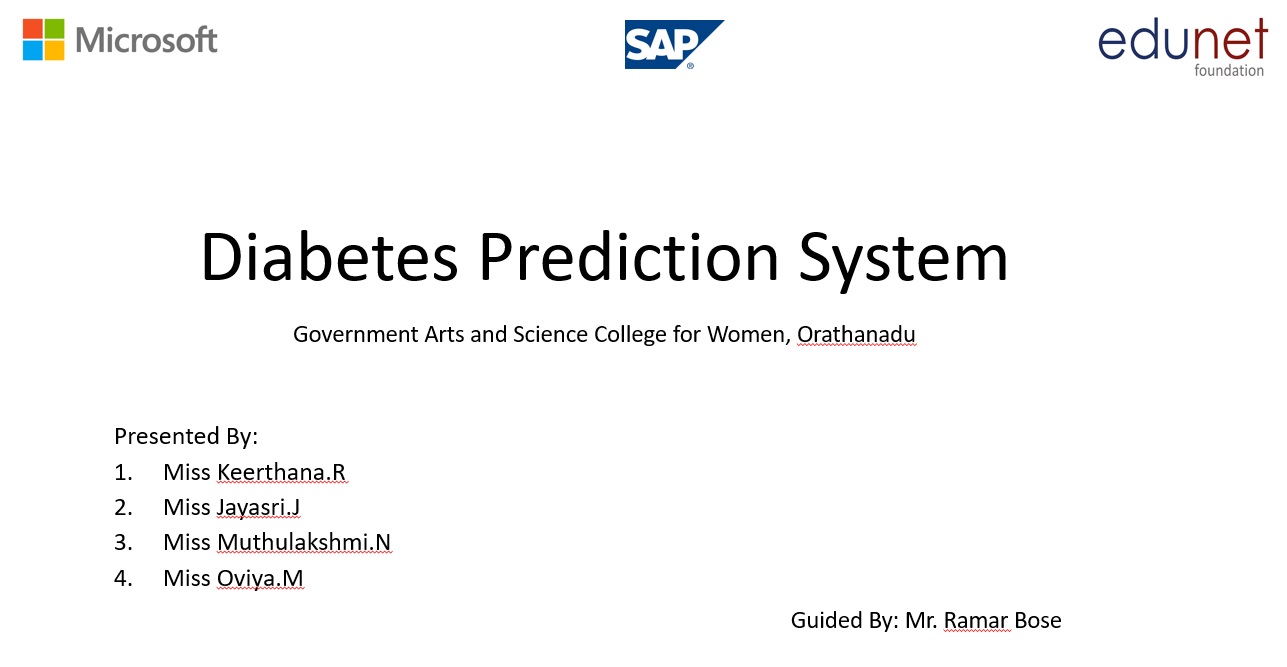 Microsoft
SAP®
edunet
foundation
Diabetes Prediction System
Government Arts and Science College for Women, Orathanadu
Presented By:
1. Miss Keerthana.R
2. Miss Jayasri.J
3. Miss Muthulakshmi.N
4. Miss Oviya.M
Guided By: Mr. Ramar Bose